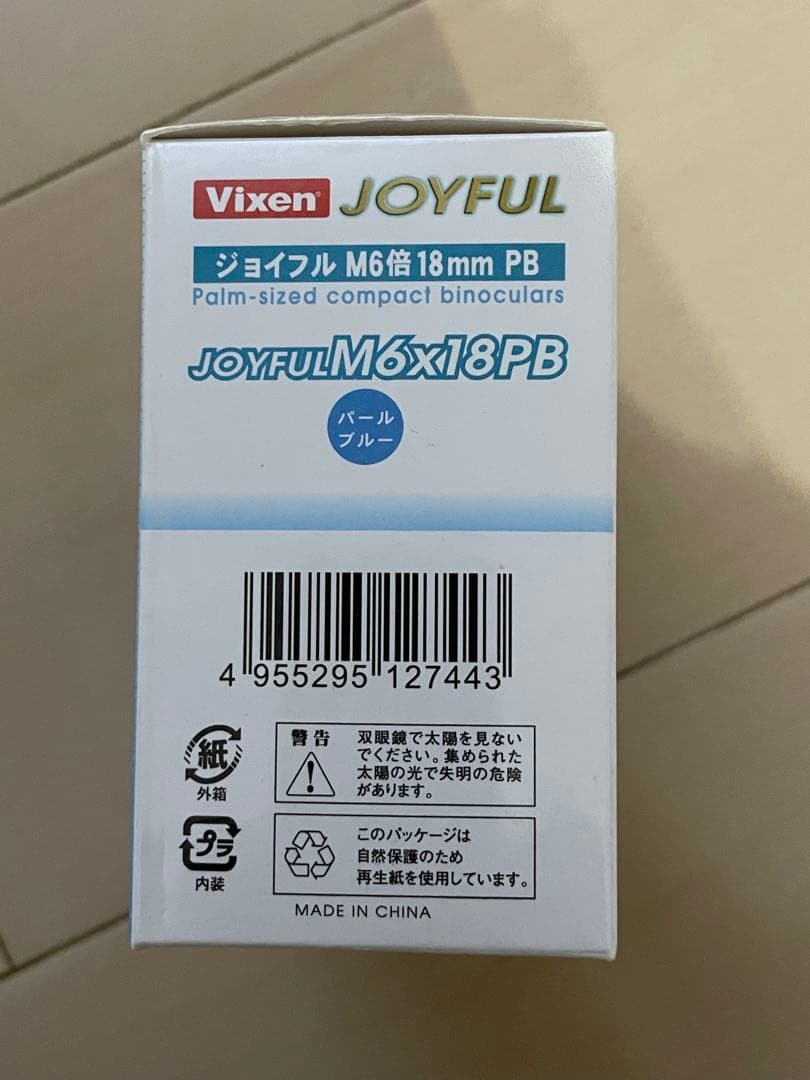 Vixen® JOYFUL
ジョイフル M6倍18mm PB
Palm-sized compact binoculars
JOYFULM6x18PB
パール
ブルー
4 955295 127443
紙
外箱
警告
双眼鏡で太陽を見ない
でください。集められた
太陽の光で失明の危険
があります。
プラ
内装
このパッケージは
自然保護のため
再生紙を使用しています。
MADE IN CHINA